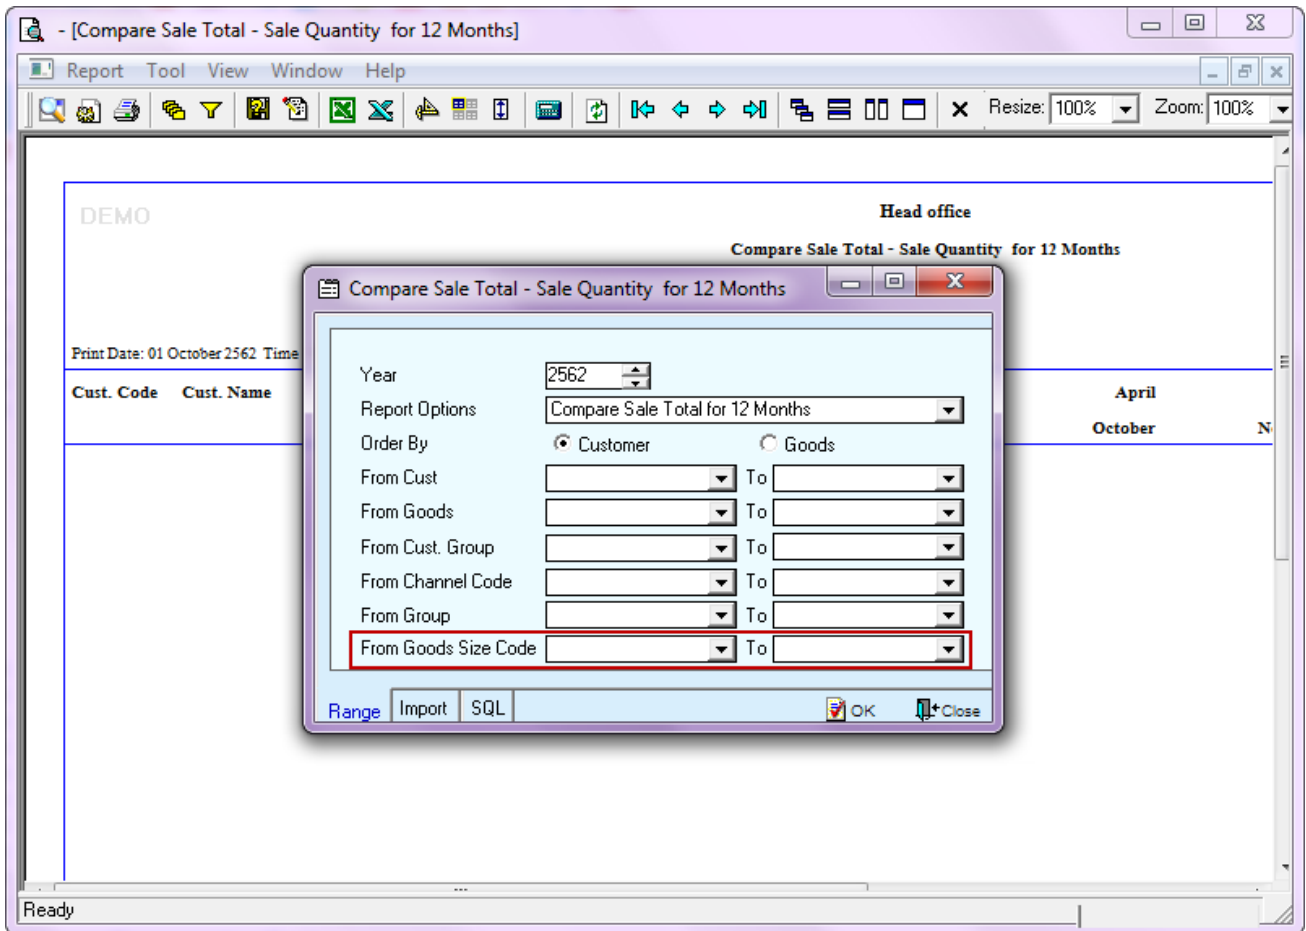 - [Compare Sale Total - Sale Quantity  for 12 Months]
Report Tool View Window Help
Resize: 100% Zoom: 100%
DEMO
Head office
Compare Sale Total - Sale Quantity  for 12 Months
Compare Sale Total - Sale Quantity  for 12 Months
Print Date: 01 October 2562 Time
Cust. Code Cust. Name April
October
Year 2562
Report Options Compare Sale Total for 12 Months
Order By Customer Goods
From Cust To
From Goods To
From Cust. Group To
From Channel Code To
From Group To
From Goods Size Code To
Range Import SQL OK Close
Ready